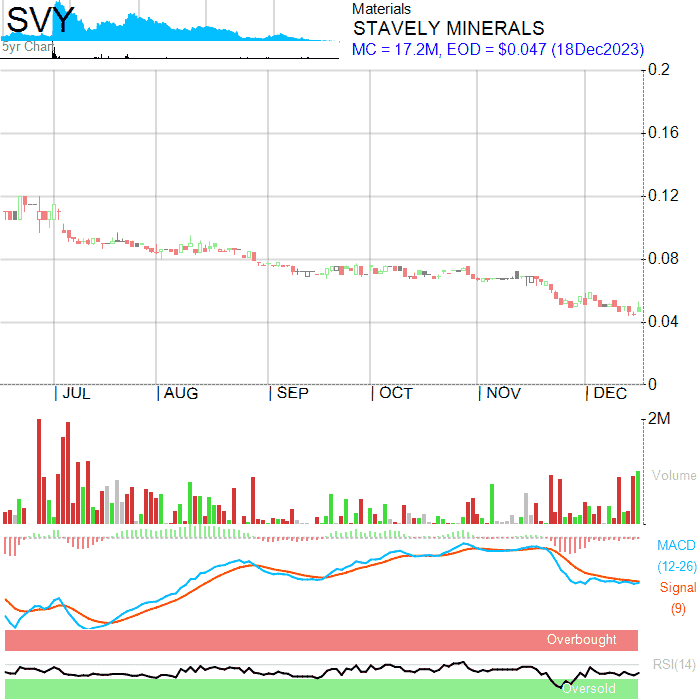 SVY
5yr Chart
Materials
STAVELY MINERALS
MC = 17.2M, EOD = $0.047 (18Dec2023)
0.2
0.16
0.12
0.08
0.04
0
JUL AUG SEP OCT NOV DEC
2M
Volume
MACD
(12-26)
Signal
(9)
Overbought
RSI(14)
Oversold